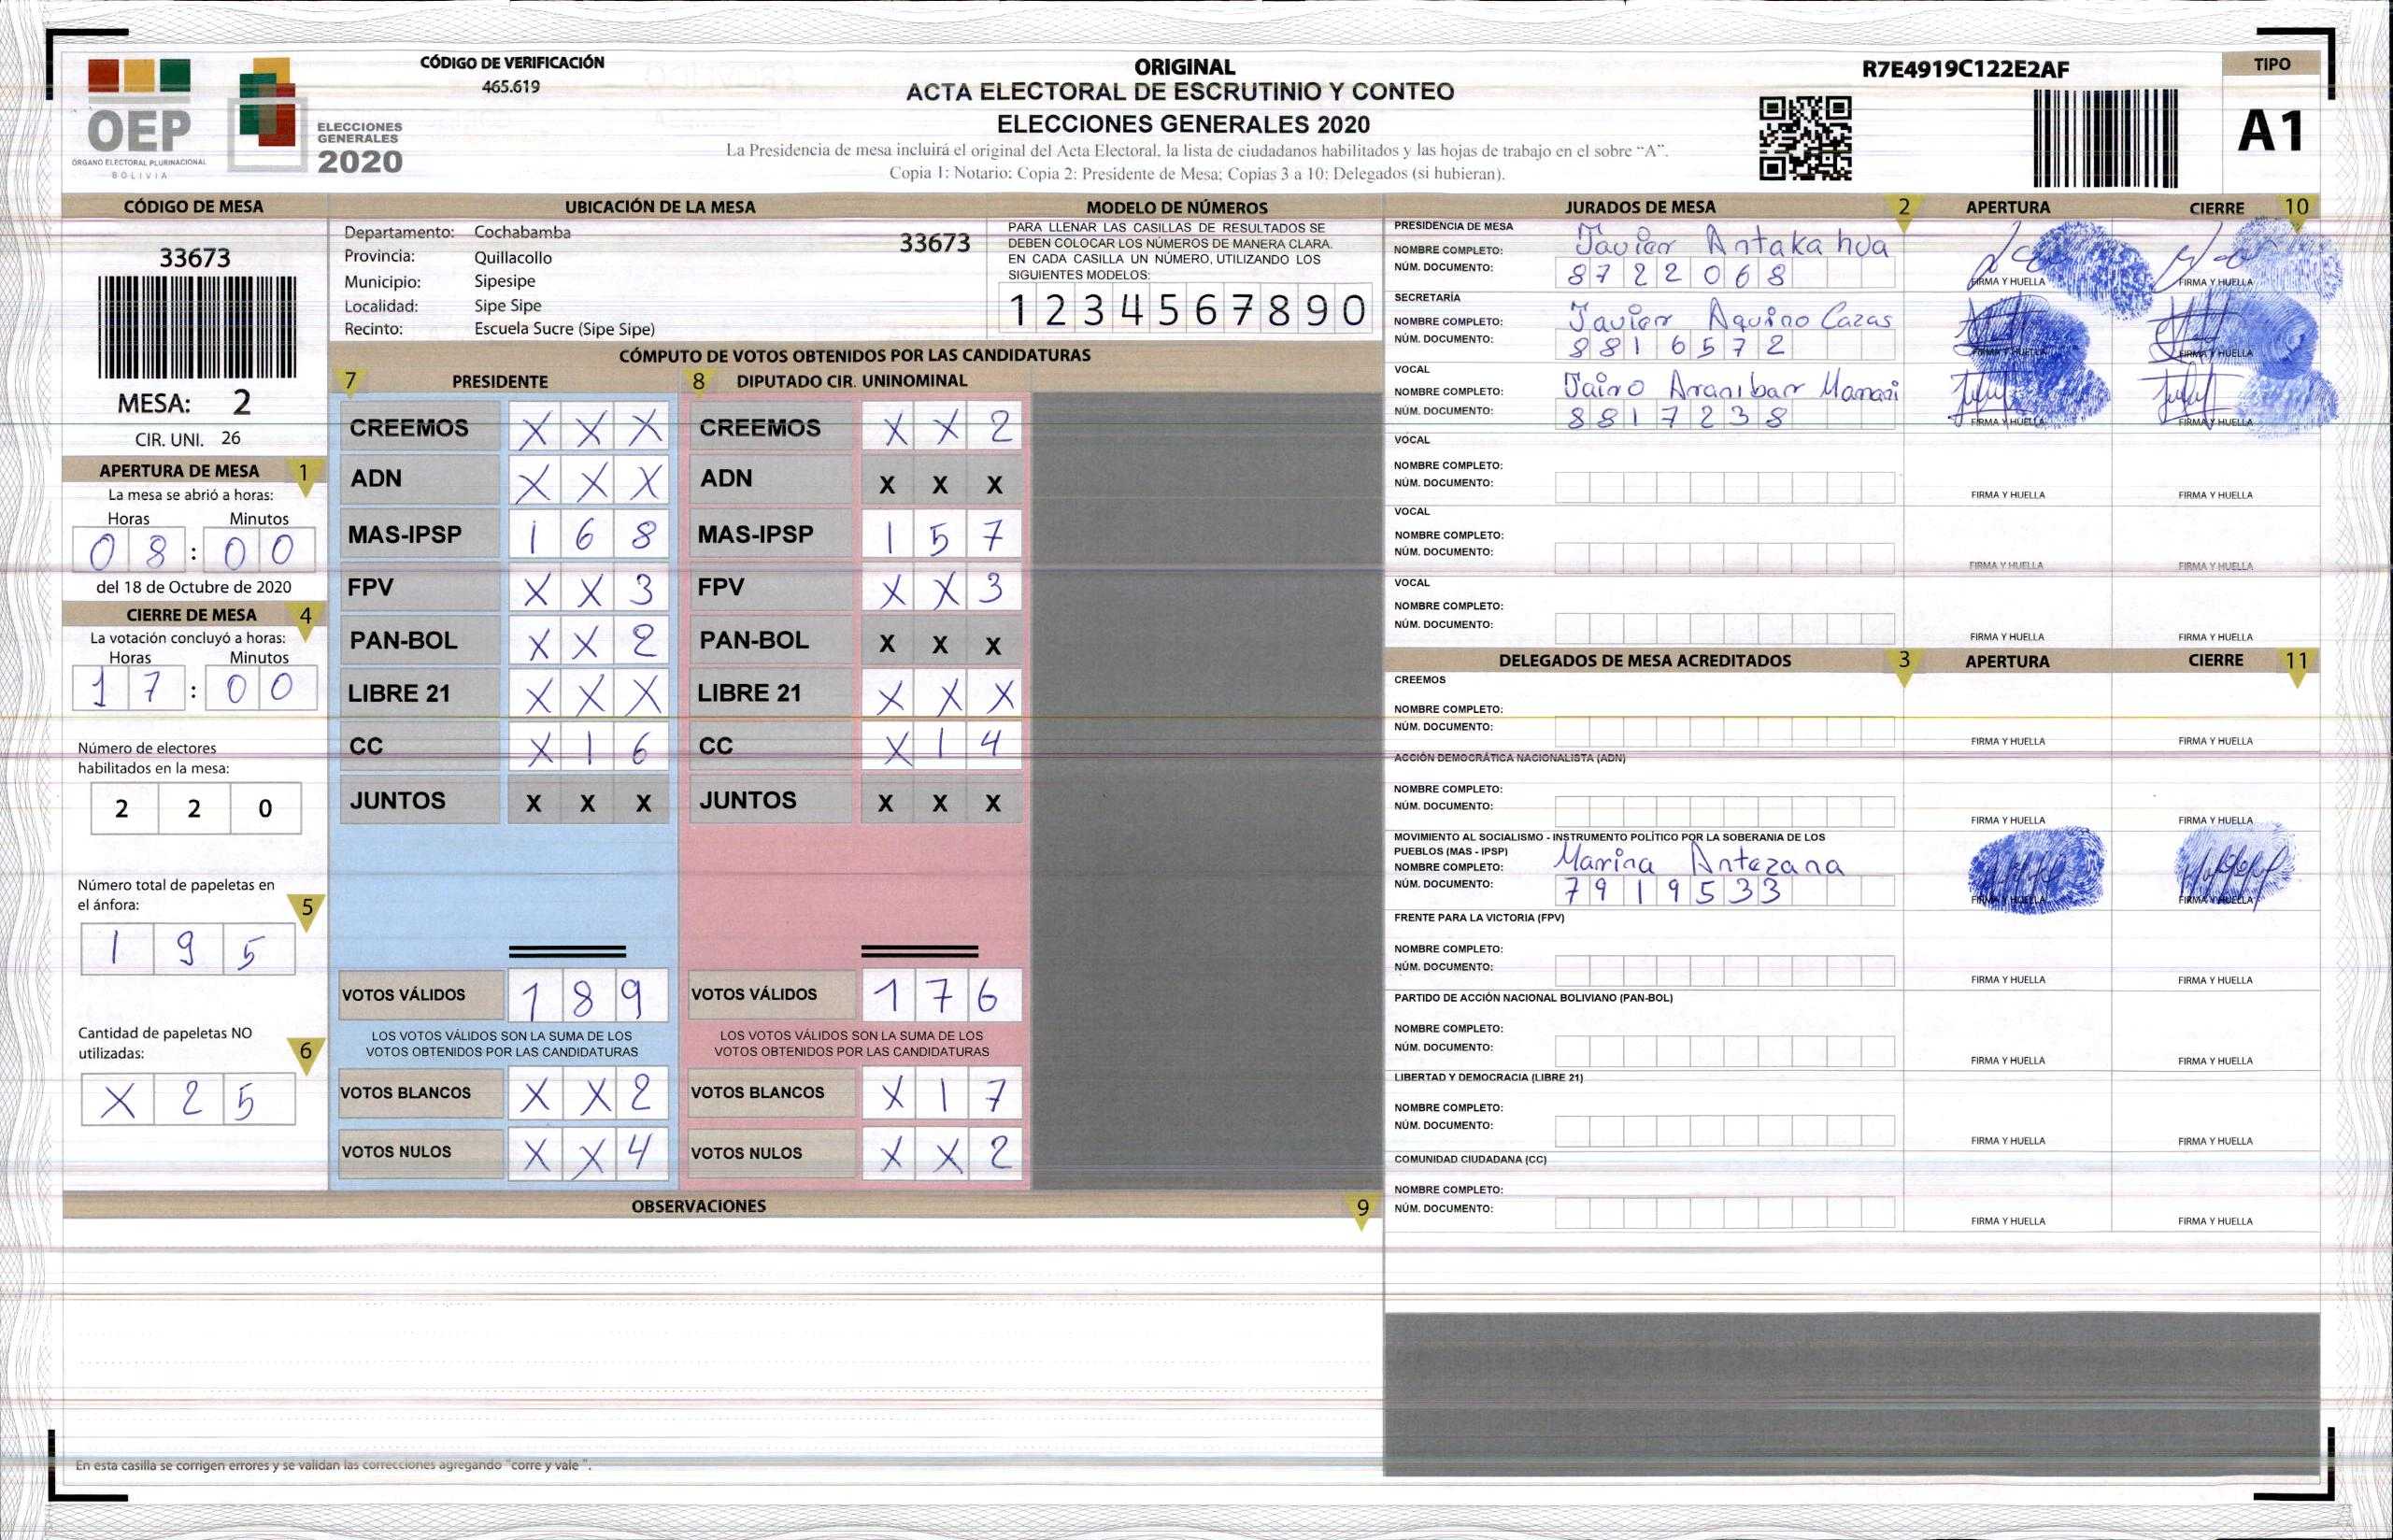 CÓDIGO DE VERIFICACIÓN
465.619
OEP
ÓRGANO ELECTORAL PLURINACIONAL
BOLIVIA
ELECCIONES
GENERALES
2020
ORIGINAL
ACTA ELECTORAL DE ESCRUTINIO Y CONTEO
ELECCIONES GENERALES 2020
La Presidencia de mesa incluirá el original del Acta Electoral, la lista de ciudadanos habilitados y las hojas de trabajo en el sobre “A”.
Copia 1: Notario; Copia 2: Presidente de Mesa; Copias 3 a 10: Delegados (si hubieran).
R7E4919C122E2AF
TIPO
A1
CÓDIGO DE MESA
33673
MESA: 2
CIR. UNI. 26
APERTURA DE MESA 1
La mesa se abrió a horas:
Horas Minutos
08:00
del 18 de Octubre de 2020
CIERRE DE MESA 4
La votación concluyó a horas:
Horas Minutos
17:00
Número de electores
habilitados en la mesa:
2 2 0
Número total de papeletas en
el ánfora: 5
1 9 5
Cantidad de papeletas NO
utilizadas: 6
X 2 5
UBICACIÓN DE LA MESA
Departamento: Cochabamba
33673
Provincia: Quillacollo
Municipio: Sipesipe
Localidad: Sipe Sipe
Recinto: Escuela Sucre (Sipe Sipe)
MODELO DE NÚMEROS
PARA LLENAR LAS CASILLAS DE RESULTADOS SE
DEBEN COLOCAR LOS NÚMEROS DE MANERA CLARA.
EN CADA CASILLA UN NÚMERO, UTILIZANDO LOS
SIGUIENTES MODELOS:
1 2 3 4 5 6 7 8 9 0
CÓMPUTO DE VOTOS OBTENIDOS POR LAS CANDIDATURAS
7 PRESIDENTE
CREEMOS X X X
ADN X X X
MAS-IPSP 1 6 8
FPV X X 3
PAN-BOL X X 2
LIBRE 21 X X X
CC X 1 6
JUNTOS X X X
VOTOS VÁLIDOS 1 8 9
LOS VOTOS VÁLIDOS SON LA SUMA DE LOS
VOTOS OBTENIDOS POR LAS CANDIDATURAS
VOTOS BLANCOS X X 2
VOTOS NULOS X X 4
8 DIPUTADO CIR. UNINOMINAL
CREEMOS X X 2
ADN X X X
MAS-IPSP 1 5 7
FPV X X 3
PAN-BOL X X X
LIBRE 21 X X X
CC X 1 4
JUNTOS X X X
VOTOS VÁLIDOS 1 7 6
LOS VOTOS VÁLIDOS SON LA SUMA DE LOS
VOTOS OBTENIDOS POR LAS CANDIDATURAS
VOTOS BLANCOS X 1 7
VOTOS NULOS X X 2
OBSERVACIONES 9
En esta casilla se corrigen errores y se validan las correcciones agregando "corre y vale ".
JURADOS DE MESA 2 APERTURA CIERRE 10
PRESIDENCIA DE MESA
NOMBRE COMPLETO: Javier Antakahua
NÚM. DOCUMENTO: 8722068
FIRMA Y HUELLA FIRMA Y HUELLA
SECRETARÍA
NOMBRE COMPLETO: Javier Aquino Cazas
NÚM. DOCUMENTO: 8816572
FIRMA Y HUELLA FIRMA Y HUELLA
VOCAL
NOMBRE COMPLETO: Jairo Aranibar Mamani
NÚM. DOCUMENTO: 8817238
FIRMA Y HUELLA FIRMA Y HUELLA
VOCAL
NOMBRE COMPLETO:
NÚM. DOCUMENTO:
FIRMA Y HUELLA FIRMA Y HUELLA
VOCAL
NOMBRE COMPLETO:
NÚM. DOCUMENTO:
FIRMA Y HUELLA FIRMA Y HUELLA
VOCAL
NOMBRE COMPLETO:
NÚM. DOCUMENTO:
FIRMA Y HUELLA FIRMA Y HUELLA
DELEGADOS DE MESA ACREDITADOS 3 APERTURA CIERRE 11
CREEMOS
NOMBRE COMPLETO:
NÚM. DOCUMENTO:
FIRMA Y HUELLA FIRMA Y HUELLA
ACCIÓN DEMOCRÁTICA NACIONALISTA (ADN)
NOMBRE COMPLETO:
NÚM. DOCUMENTO:
FIRMA Y HUELLA FIRMA Y HUELLA
MOVIMIENTO AL SOCIALISMO - INSTRUMENTO POLÍTICO POR LA SOBERANIA DE LOS
PUEBLOS (MAS - IPSP)
NOMBRE COMPLETO: Marina Antezana
NÚM. DOCUMENTO: 7919533
FIRMA Y HUELLA FIRMA Y HUELLA
FRENTE PARA LA VICTORIA (FPV)
NOMBRE COMPLETO:
NÚM. DOCUMENTO:
FIRMA Y HUELLA FIRMA Y HUELLA
PARTIDO DE ACCIÓN NACIONAL BOLIVIANO (PAN-BOL)
NOMBRE COMPLETO:
NÚM. DOCUMENTO:
FIRMA Y HUELLA FIRMA Y HUELLA
LIBERTAD Y DEMOCRACIA (LIBRE 21)
NOMBRE COMPLETO:
NÚM. DOCUMENTO:
FIRMA Y HUELLA FIRMA Y HUELLA
COMUNIDAD CIUDADANA (CC)
NOMBRE COMPLETO:
NÚM. DOCUMENTO:
FIRMA Y HUELLA FIRMA Y HUELLA